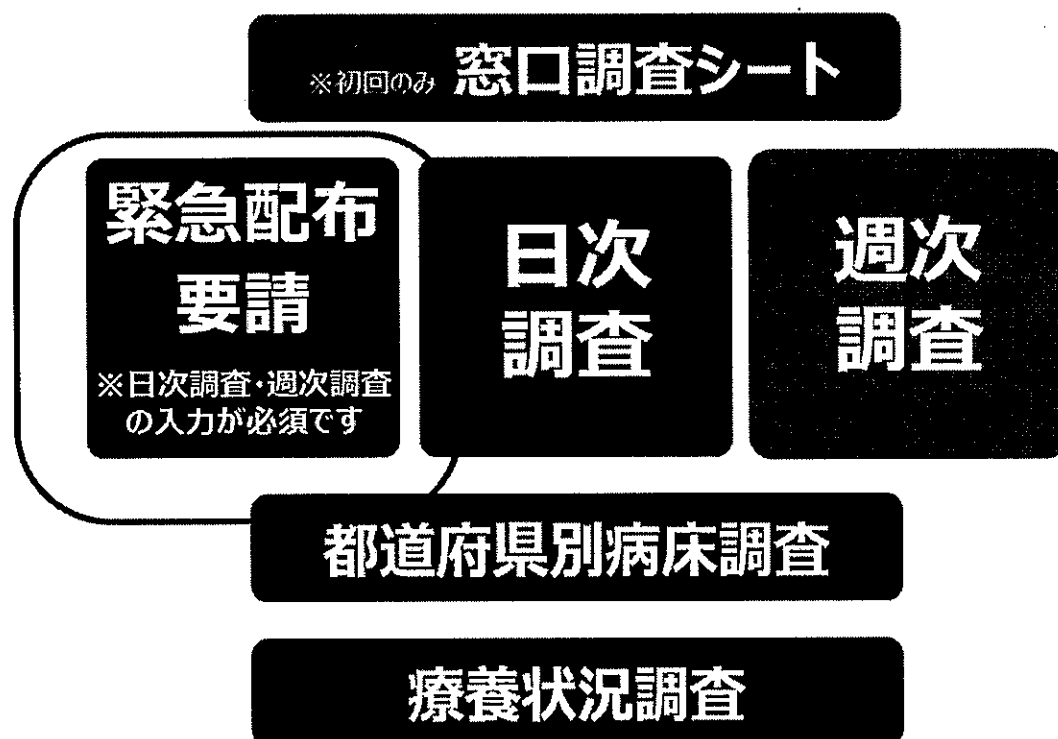 ※初回のみ 窓口調査シート
緊急配布
要請
※日次調査・週次調査
の入力が必須です
日次
調査
週次
調査
都道府県別病床調査
療養状況調査